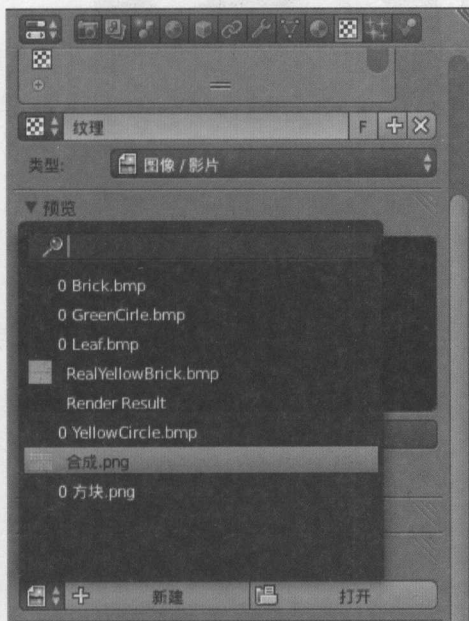 纹理 F
类型: 图像 / 影片
▼ 预览
0 Brick.bmp
0 GreenCirle.bmp
0 Leaf.bmp
RealYellowBrick.bmp
Render Result
0 YellowCircle.bmp
合成.png
0 方块.png
新建 打开